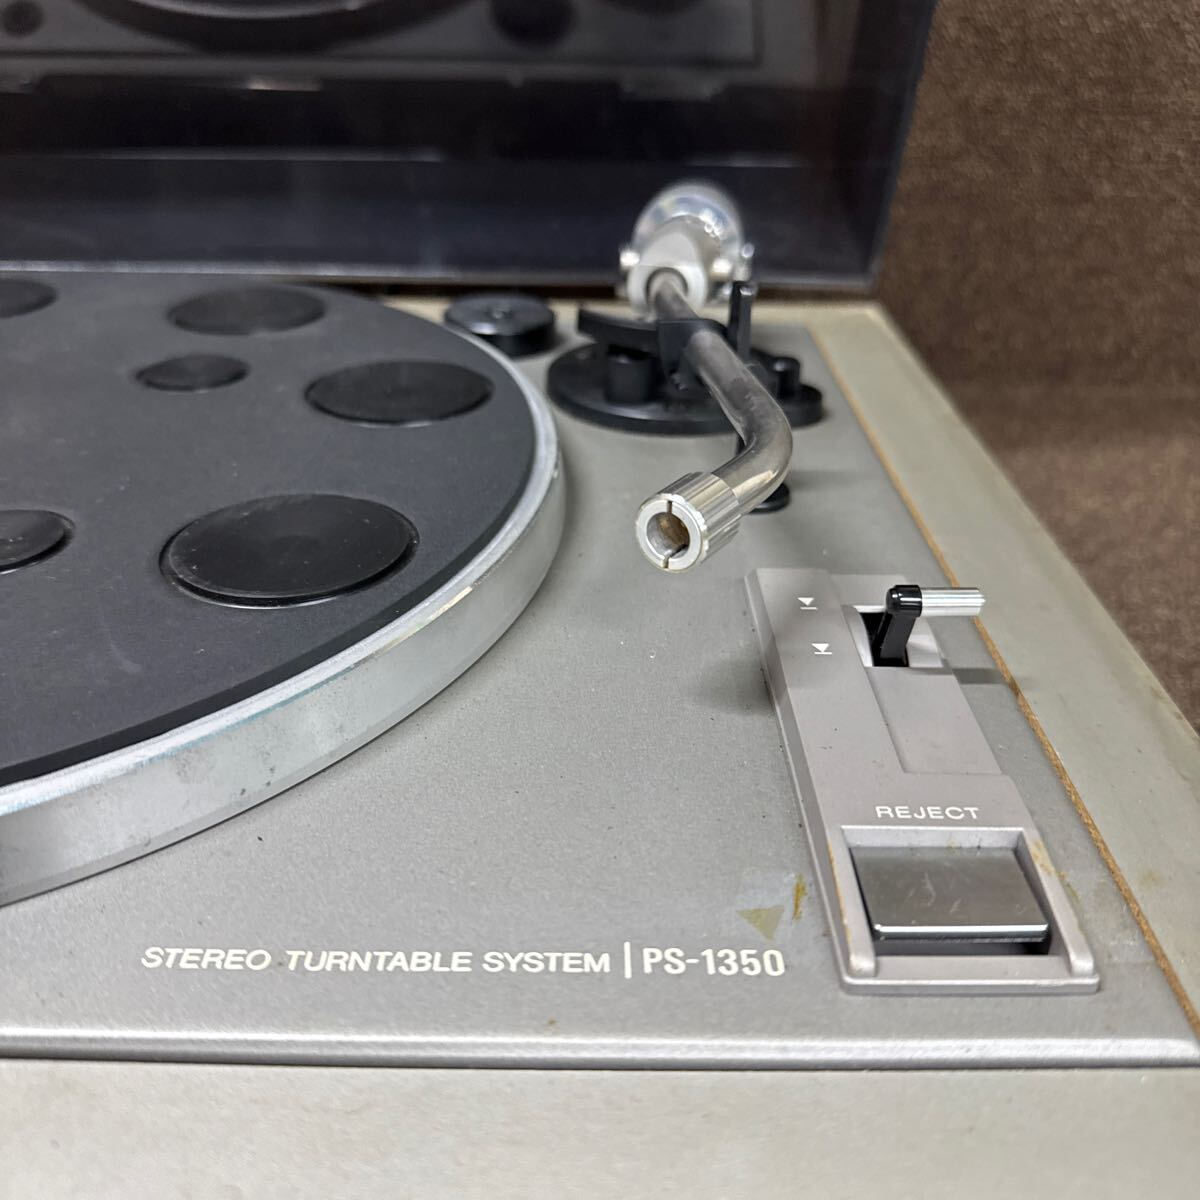 REJECT
STEREO TURNTABLE SYSTEM | PS-1350